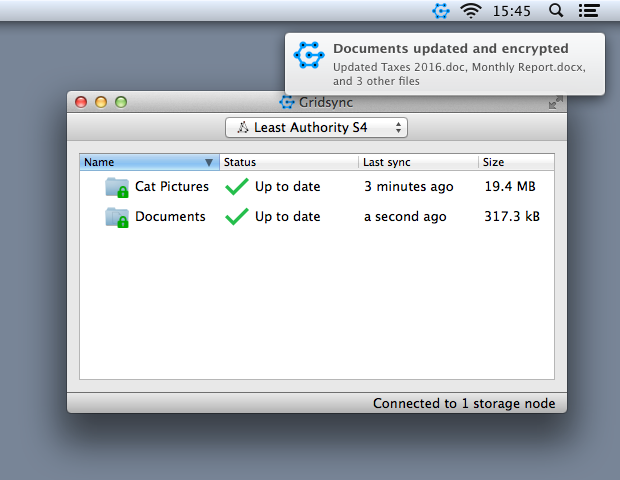 15:45
Documents updated and encrypted
Updated Taxes 2016.doc, Monthly Report.docx,
and 3 other files
Gridsync
Least Authority S4
Name Status Last sync Size
Cat Pictures Up to date 3 minutes ago 19.4 MB
Documents Up to date a second ago 317.3 kB
Connected to 1 storage node